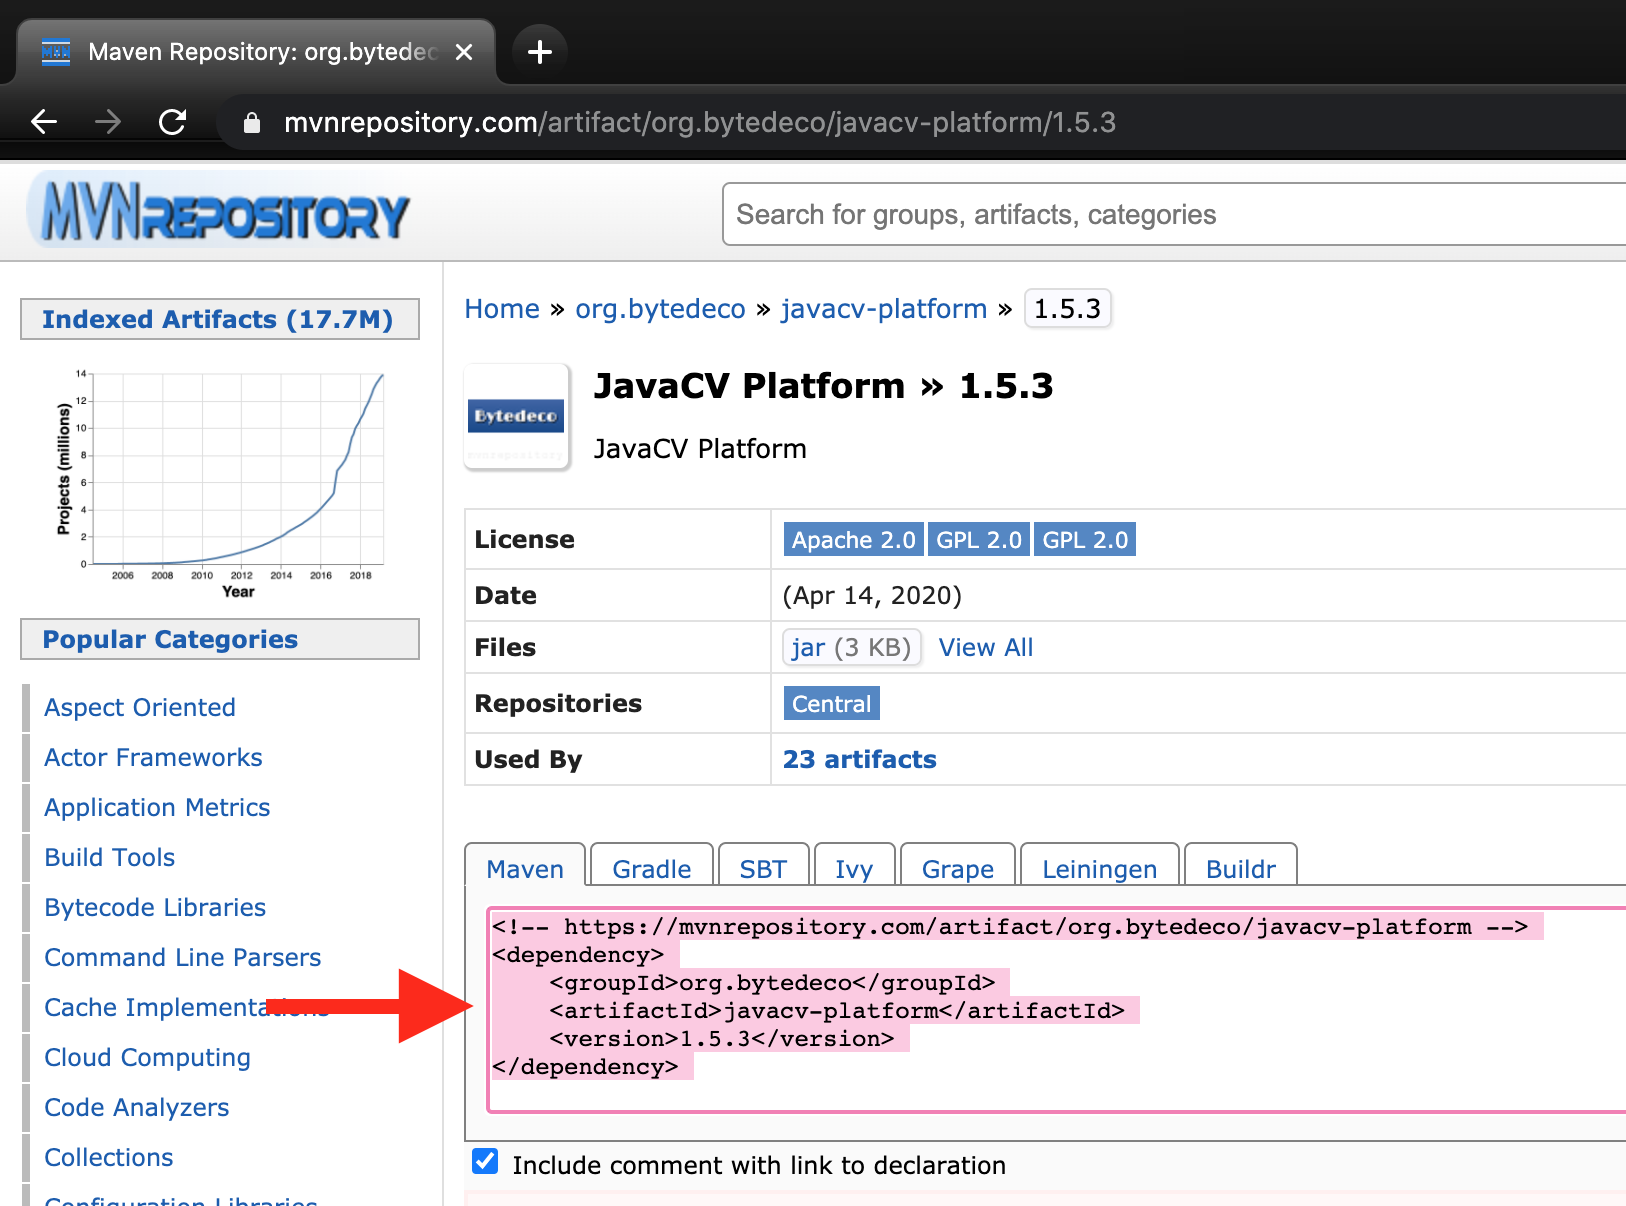 Maven Repository: org.bytedec
mvnrepository.com/artifact/org.bytedeco/javacv-platform/1.5.3
MVNREPOSITORY
Search for groups, artifacts, categories
Indexed Artifacts (17.7M)
Projects (millions)
14
12
10
8
6
4
2
0
2006 2008 2010 2012 2014 2016 2018
Year
Popular Categories
Aspect Oriented
Actor Frameworks
Application Metrics
Build Tools
Bytecode Libraries
Command Line Parsers
Cache Implementations
Cloud Computing
Code Analyzers
Collections
Configuration Libraries
Home » org.bytedeco » javacv-platform » 1.5.3
Bytedeco
mvnrepository
JavaCV Platform » 1.5.3
JavaCV Platform
License Apache 2.0 GPL 2.0 GPL 2.0
Date (Apr 14, 2020)
Files jar (3 KB) View All
Repositories Central
Used By 23 artifacts
Maven Gradle SBT Ivy Grape Leiningen Buildr
<!-- https://mvnrepository.com/artifact/org.bytedeco/javacv-platform -->
<dependency>
    <groupId>org.bytedeco</groupId>
    <artifactId>javacv-platform</artifactId>
    <version>1.5.3</version>
</dependency>
Include comment with link to declaration